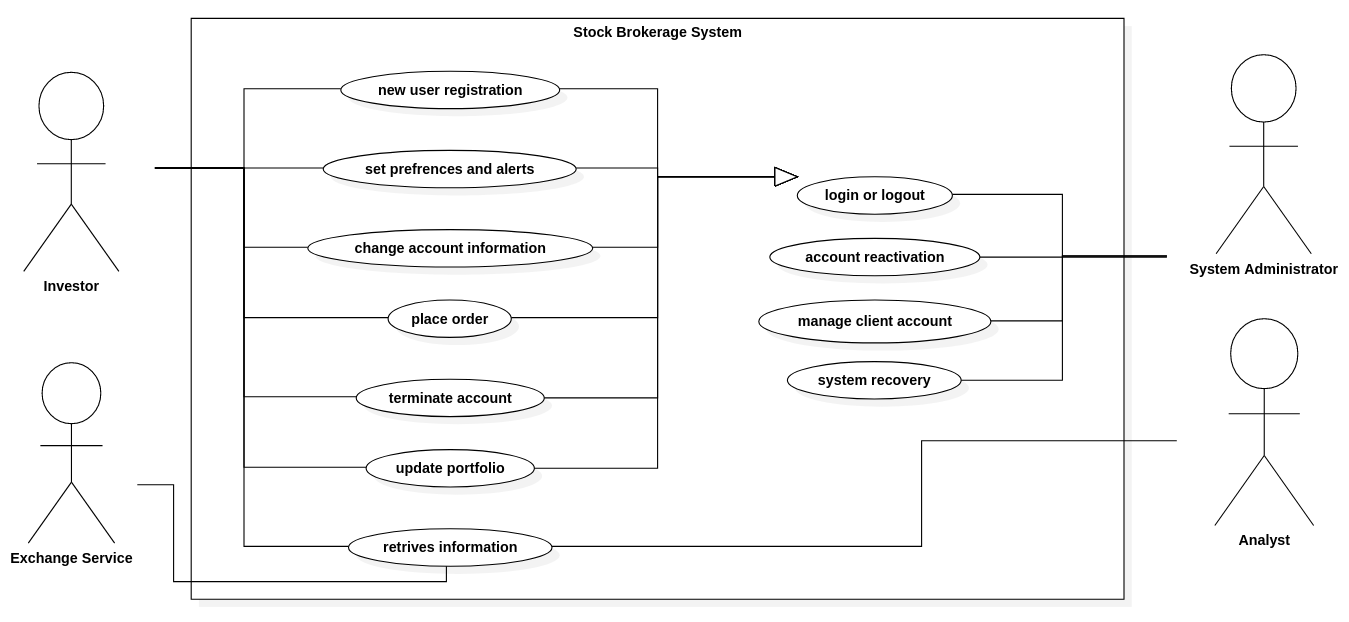 Stock Brokerage System
new user registration
set prefrences and alerts
change account information
place order
terminate account
update portfolio
retrives information
login or logout
account reactivation
manage client account
system recovery
Investor
Exchange Service
System Administrator
Analyst